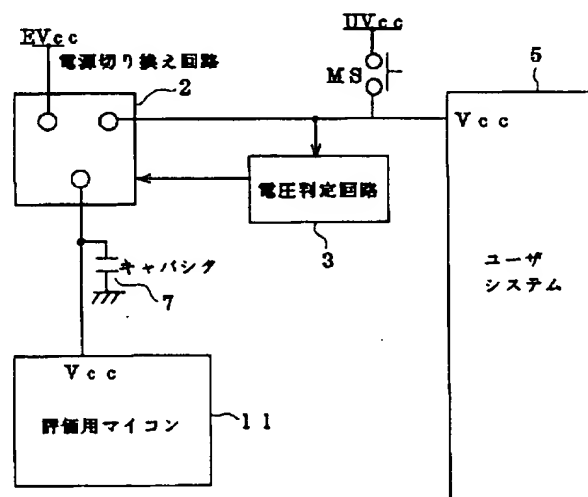 EVcc
UVcc
電源切り換え回路
2
MS
5
Vcc
電圧判定回路
3
キャパシタ
7
ユーザ
システム
Vcc
評価用マイコン
11